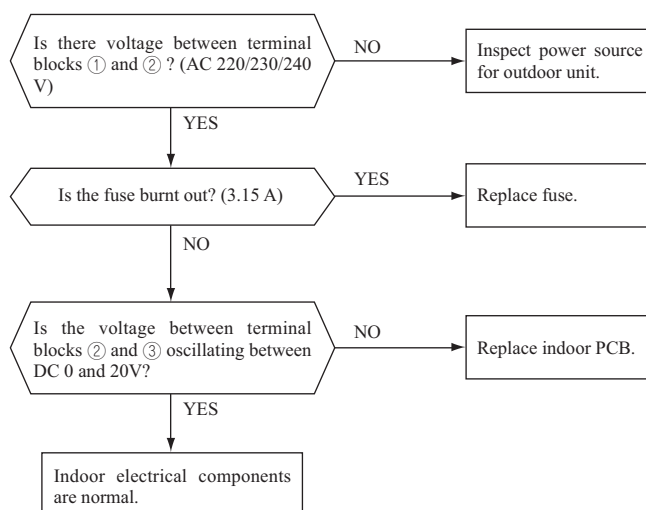 Is there voltage between terminal
blocks ① and ② ? (AC 220/230/240
V)
NO
Inspect power source
for outdoor unit.
YES
Is the fuse burnt out? (3.15 A)
YES
Replace fuse.
NO
Is the voltage between terminal
blocks ② and ③ oscillating between
DC 0 and 20V?
NO
Replace indoor PCB.
YES
Indoor electrical components
are normal.